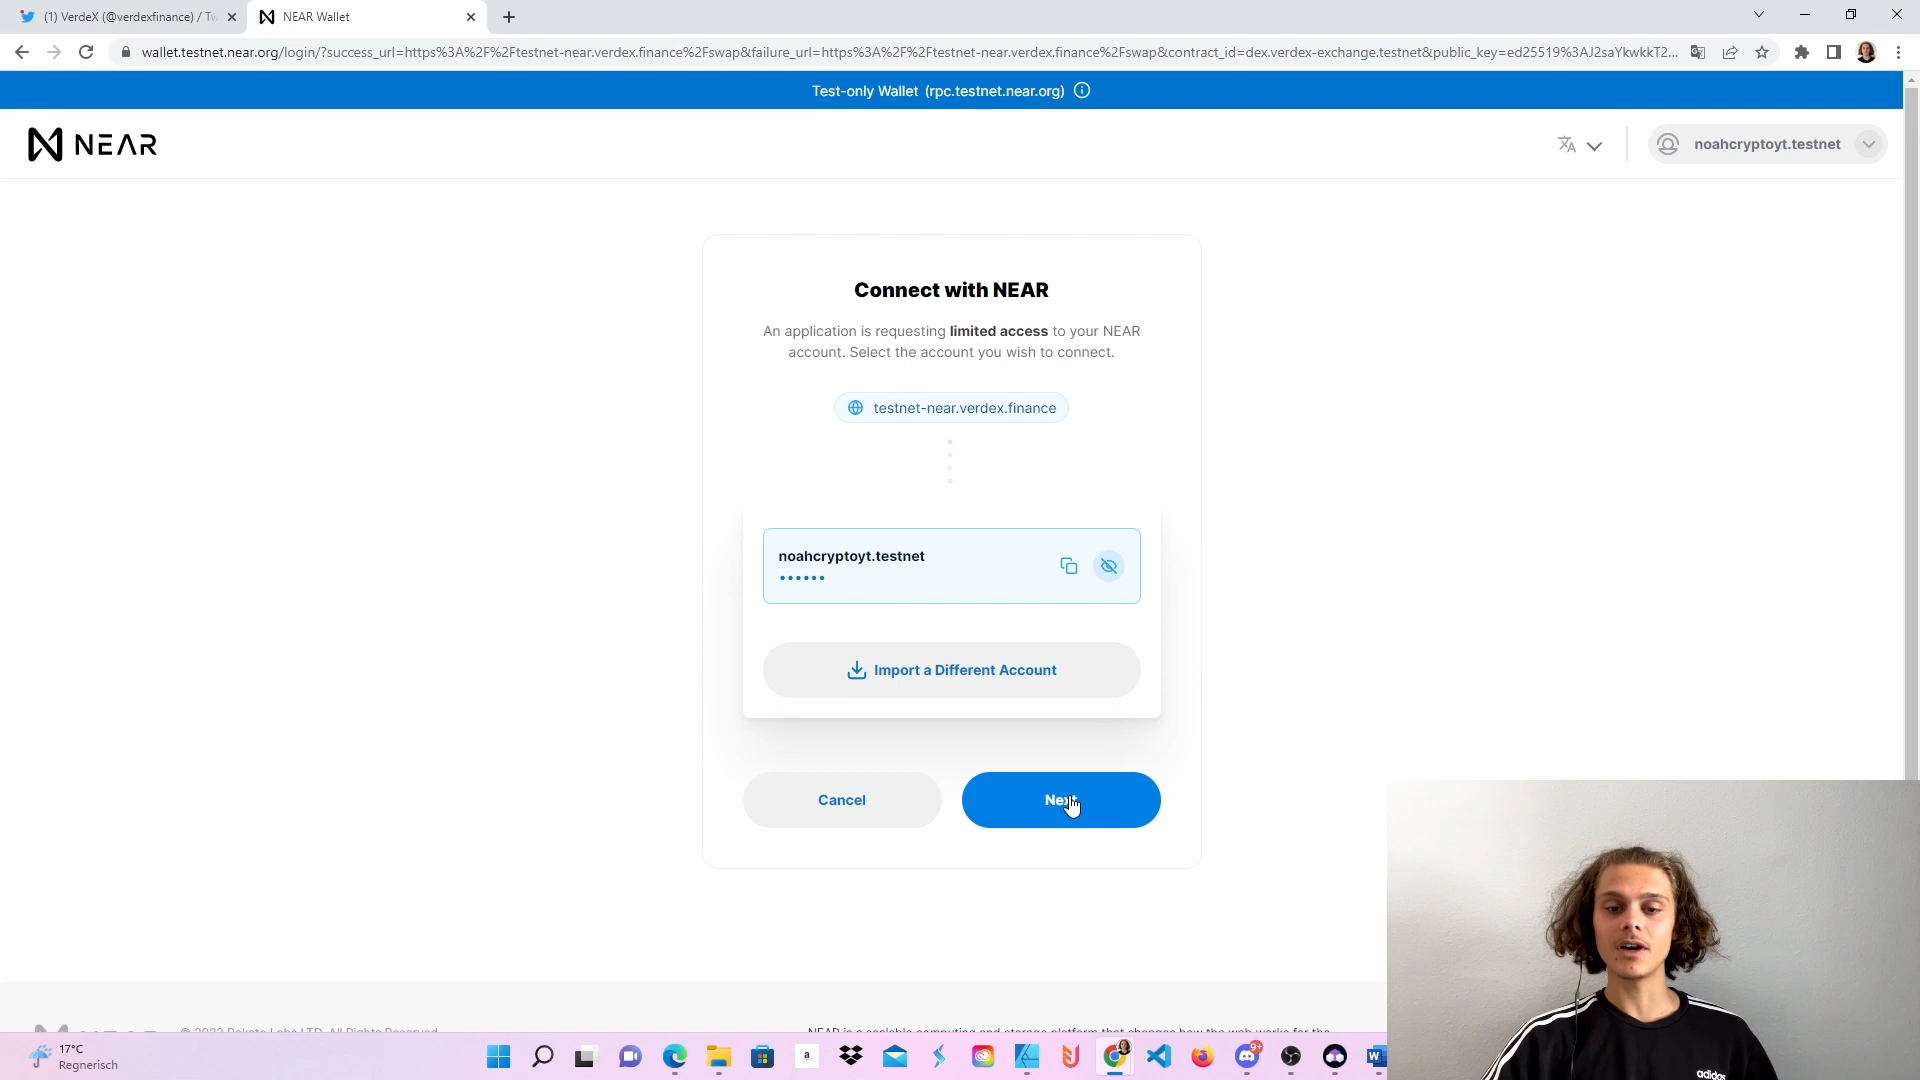 (1) VerdeX (@verdexfinance) / Tw
NEAR Wallet
wallet.testnet.near.org/login/?success_url=https%3A%2F%2Ftestnet-near.verdex.finance%2Fswap&failure_url=https%3A%2F%2Ftestnet-near.verdex.finance%2Fswap&contract_id=dex.verdex-exchange.testnet&public_key=ed25519%3AJ2saYkwkkT2...
Test-only Wallet (rpc.testnet.near.org)
NEAR
noahcryptoyt.testnet
Connect with NEAR
An application is requesting limited access to your NEAR
account. Select the account you wish to connect.
testnet-near.verdex.finance
noahcryptoyt.testnet
••••••
Import a Different Account
Cancel
Next
17°C
Regnerisch
9+
adidas